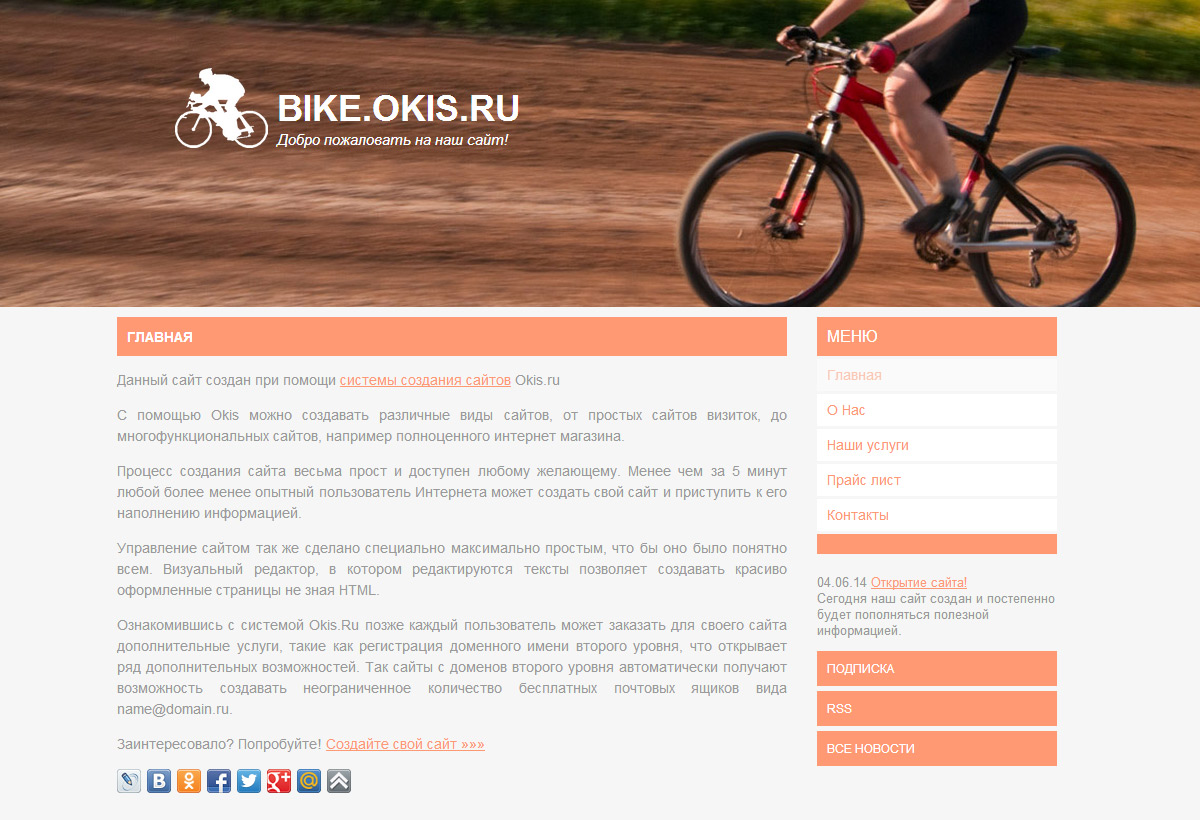 BIKE.OKIS.RU
Добро пожаловать на наш сайт!
ГЛАВНАЯ
Данный сайт создан при помощи системы создания сайтов Okis.ru
С помощью Okis можно создавать различные виды сайтов, от простых сайтов визиток, до
многофункциональных сайтов, например полноценного интернет магазина.
Процесс создания сайта весьма прост и доступен любому желающему. Менее чем за 5 минут
любой более менее опытный пользователь Интернета может создать свой сайт и приступить к его
наполнению информацией.
Управление сайтом так же сделано специально максимально простым, что бы оно было понятно
всем. Визуальный редактор, в котором редактируются тексты позволяет создавать красиво
оформленные страницы не зная HTML.
Ознакомившись с системой Okis.Ru позже каждый пользователь может заказать для своего сайта
дополнительные услуги, такие как регистрация доменного имени второго уровня, что открывает
ряд дополнительных возможностей. Так сайты с доменов второго уровня автоматически получают
возможность создавать неограниченное количество бесплатных почтовых ящиков вида
name@domain.ru.
Заинтересовало? Попробуйте! Создайте свой сайт »»»
МЕНЮ
Главная
О Нас
Наши услуги
Прайс лист
Контакты
04.06.14 Открытие сайта!
Сегодня наш сайт создан и постепенно
будет пополняться полезной
информацией.
ПОДПИСКА
RSS
ВСЕ НОВОСТИ